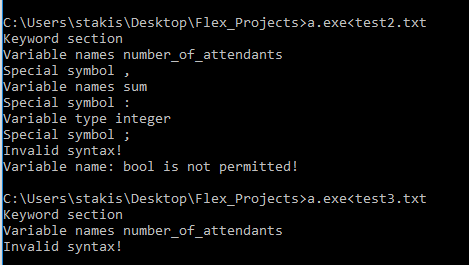 C:\Users\stakis\Desktop\Flex_Projects>a.exe<test2.txt
Keyword section
Variable names number_of_attendants
Special symbol ,
Variable names sum
Special symbol :
Variable type integer
Special symbol ;
Invalid syntax!
Variable name: bool is not permitted!
C:\Users\stakis\Desktop\Flex_Projects>a.exe<test3.txt
Keyword section
Variable names number_of_attendants
Invalid syntax!